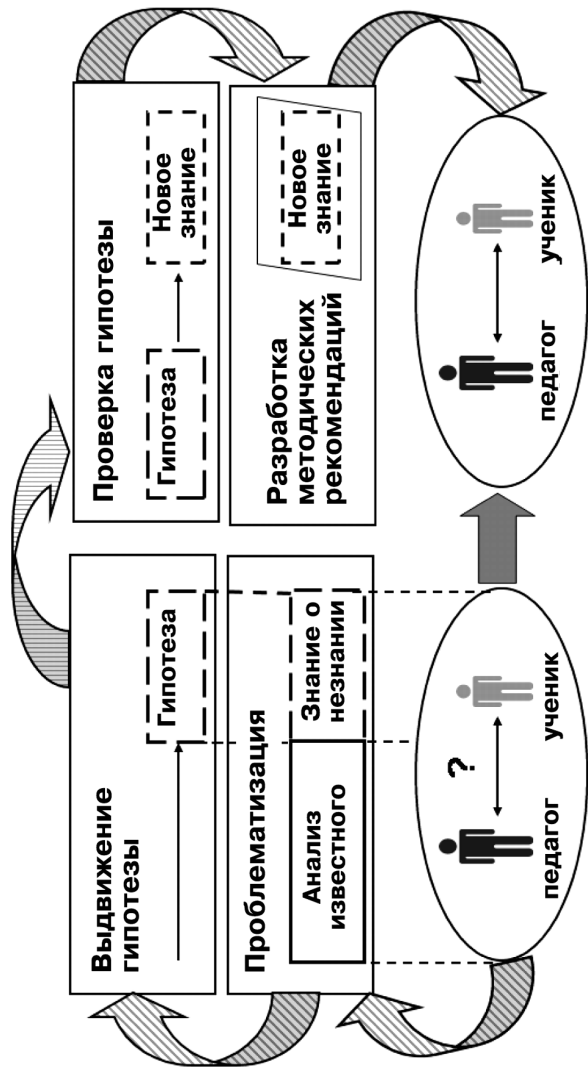 Выдвижение
гипотезы
Гипотеза
Проверка гипотезы
Гипотеза
Новое
знание
Проблематизация
Анализ
известного
Знание о
незнании
Разработка
методических
рекомендаций
Новое
знание
?
педагог
ученик
педагог
ученик